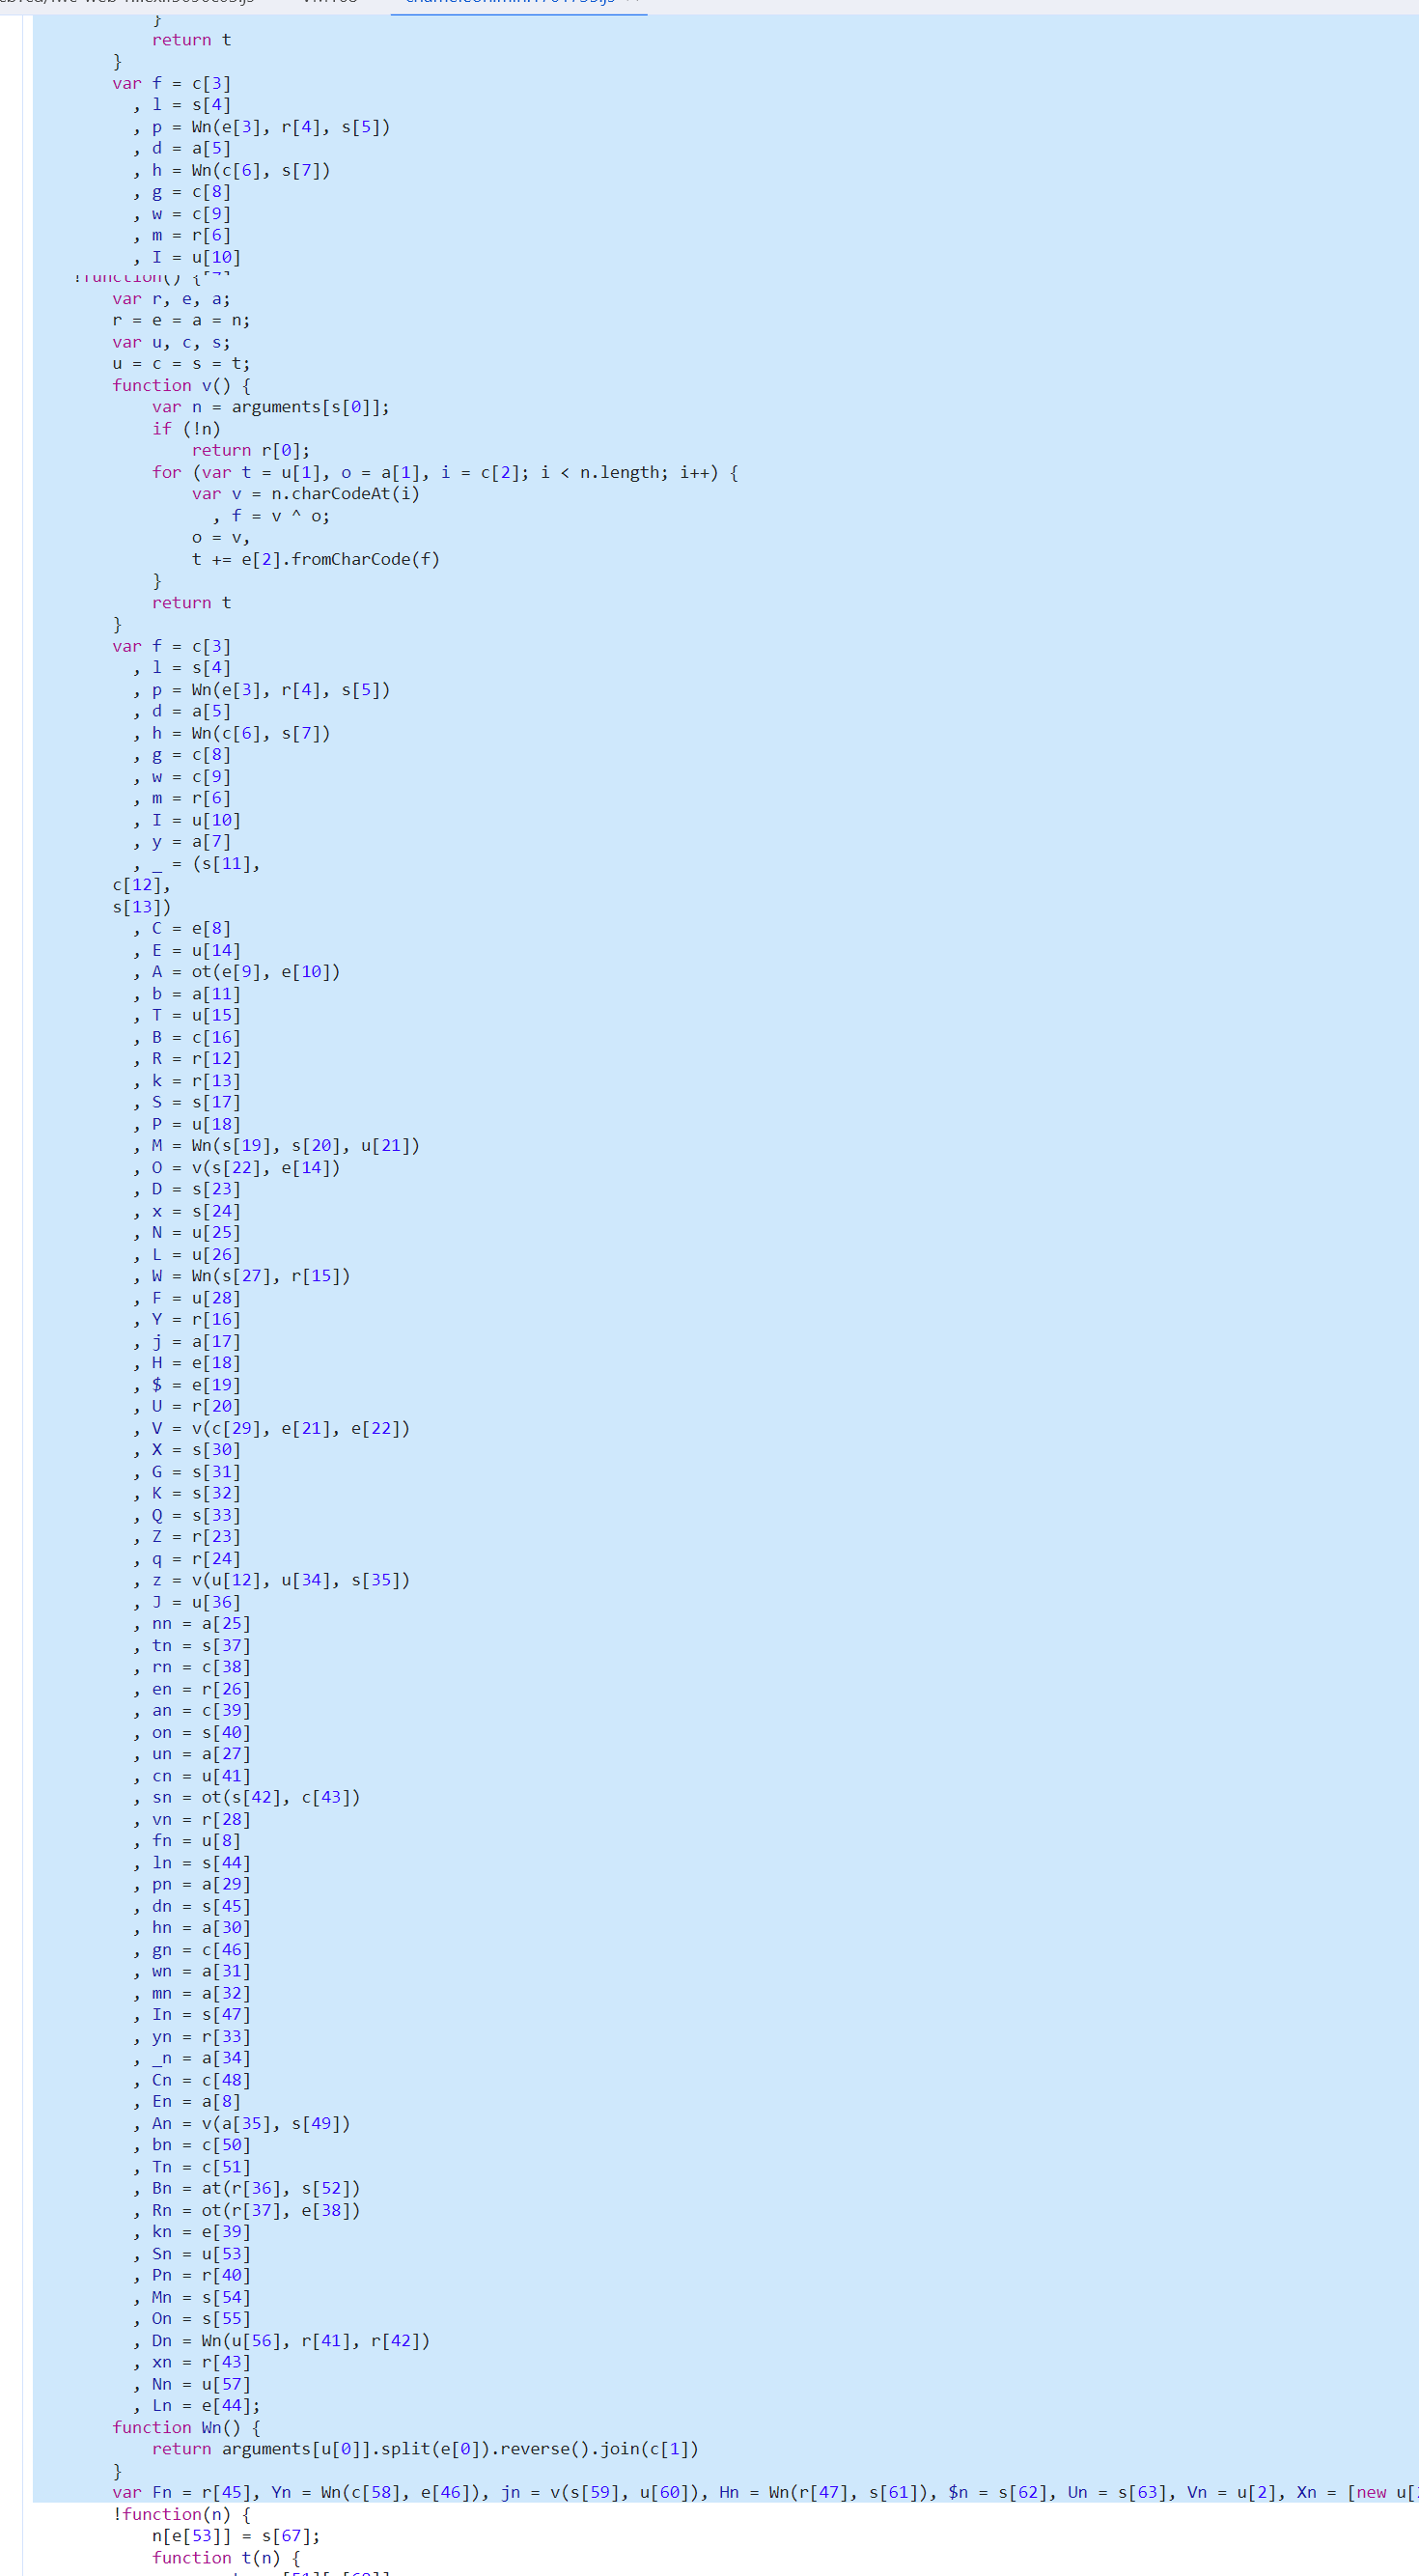 }
return t
}
var f = c[3]
, l = s[4]
, p = Wn(e[3], r[4], s[5])
, d = a[5]
, h = Wn(c[6], s[7])
, g = c[8]
, w = c[9]
, m = r[6]
, I = u[10]
!function() {
var r, e, a;
r = e = a = n;
var u, c, s;
u = c = s = t;
function v() {
var n = arguments[s[0]];
if (!n)
return r[0];
for (var t = u[1], o = a[1], i = c[2]; i < n.length; i++) {
var v = n.charCodeAt(i)
, f = v ^ o;
o = v,
t += e[2].fromCharCode(f)
}
return t
}
var f = c[3]
, l = s[4]
, p = Wn(e[3], r[4], s[5])
, d = a[5]
, h = Wn(c[6], s[7])
, g = c[8]
, w = c[9]
, m = r[6]
, I = u[10]
, y = a[7]
, _ = (s[11],
c[12],
s[13])
, C = e[8]
, E = u[14]
, A = ot(e[9], e[10])
, b = a[11]
, T = u[15]
, B = c[16]
, R = r[12]
, k = r[13]
, S = s[17]
, P = u[18]
, M = Wn(s[19], s[20], u[21])
, O = v(s[22], e[14])
, D = s[23]
, x = s[24]
, N = u[25]
, L = u[26]
, W = Wn(s[27], r[15])
, F = u[28]
, Y = r[16]
, j = a[17]
, H = e[18]
, $ = e[19]
, U = r[20]
, V = v(c[29], e[21], e[22])
, X = s[30]
, G = s[31]
, K = s[32]
, Q = s[33]
, Z = r[23]
, q = r[24]
, z = v(u[12], u[34], s[35])
, J = u[36]
, nn = a[25]
, tn = s[37]
, rn = c[38]
, en = r[26]
, an = c[39]
, on = s[40]
, un = a[27]
, cn = u[41]
, sn = ot(s[42], c[43])
, vn = r[28]
, fn = u[8]
, ln = s[44]
, pn = a[29]
, dn = s[45]
, hn = a[30]
, gn = c[46]
, wn = a[31]
, mn = a[32]
, In = s[47]
, yn = r[33]
, _n = a[34]
, Cn = c[48]
, En = a[8]
, An = v(a[35], s[49])
, bn = c[50]
, Tn = c[51]
, Bn = at(r[36], s[52])
, Rn = ot(r[37], e[38])
, kn = e[39]
, Sn = u[53]
, Pn = r[40]
, Mn = s[54]
, On = s[55]
, Dn = Wn(u[56], r[41], r[42])
, xn = r[43]
, Nn = u[57]
, Ln = e[44];
function Wn() {
return arguments[u[0]].split(e[0]).reverse().join(c[1])
}
var Fn = r[45], Yn = Wn(c[58], e[46]), jn = v(s[59], u[60]), Hn = Wn(r[47], s[61]), $n = s[62], Un = s[63], Vn = u[2], Xn = [new u[
!function(n) {
n[e[53]] = s[67];
function t(n) {